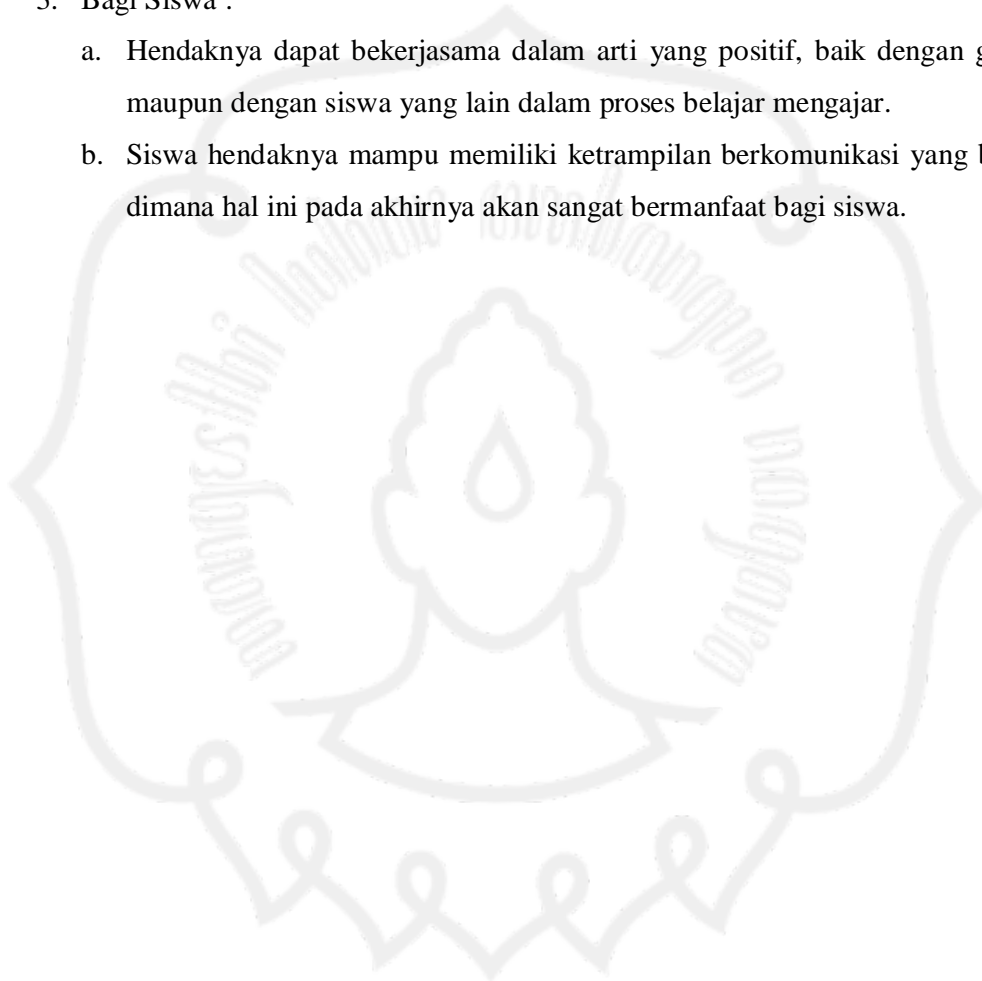 Bagi Siswa :
a. Hendaknya dapat bekerjasama dalam arti yang positif, baik dengan
maupun dengan siswa yang lain dalam proses belajar mengajar.
b. Siswa hendaknya mampu memiliki ketrampilan berkomunikasi yang
dimana hal ini pada akhirnya akan sangat bermanfaat bagi siswa.